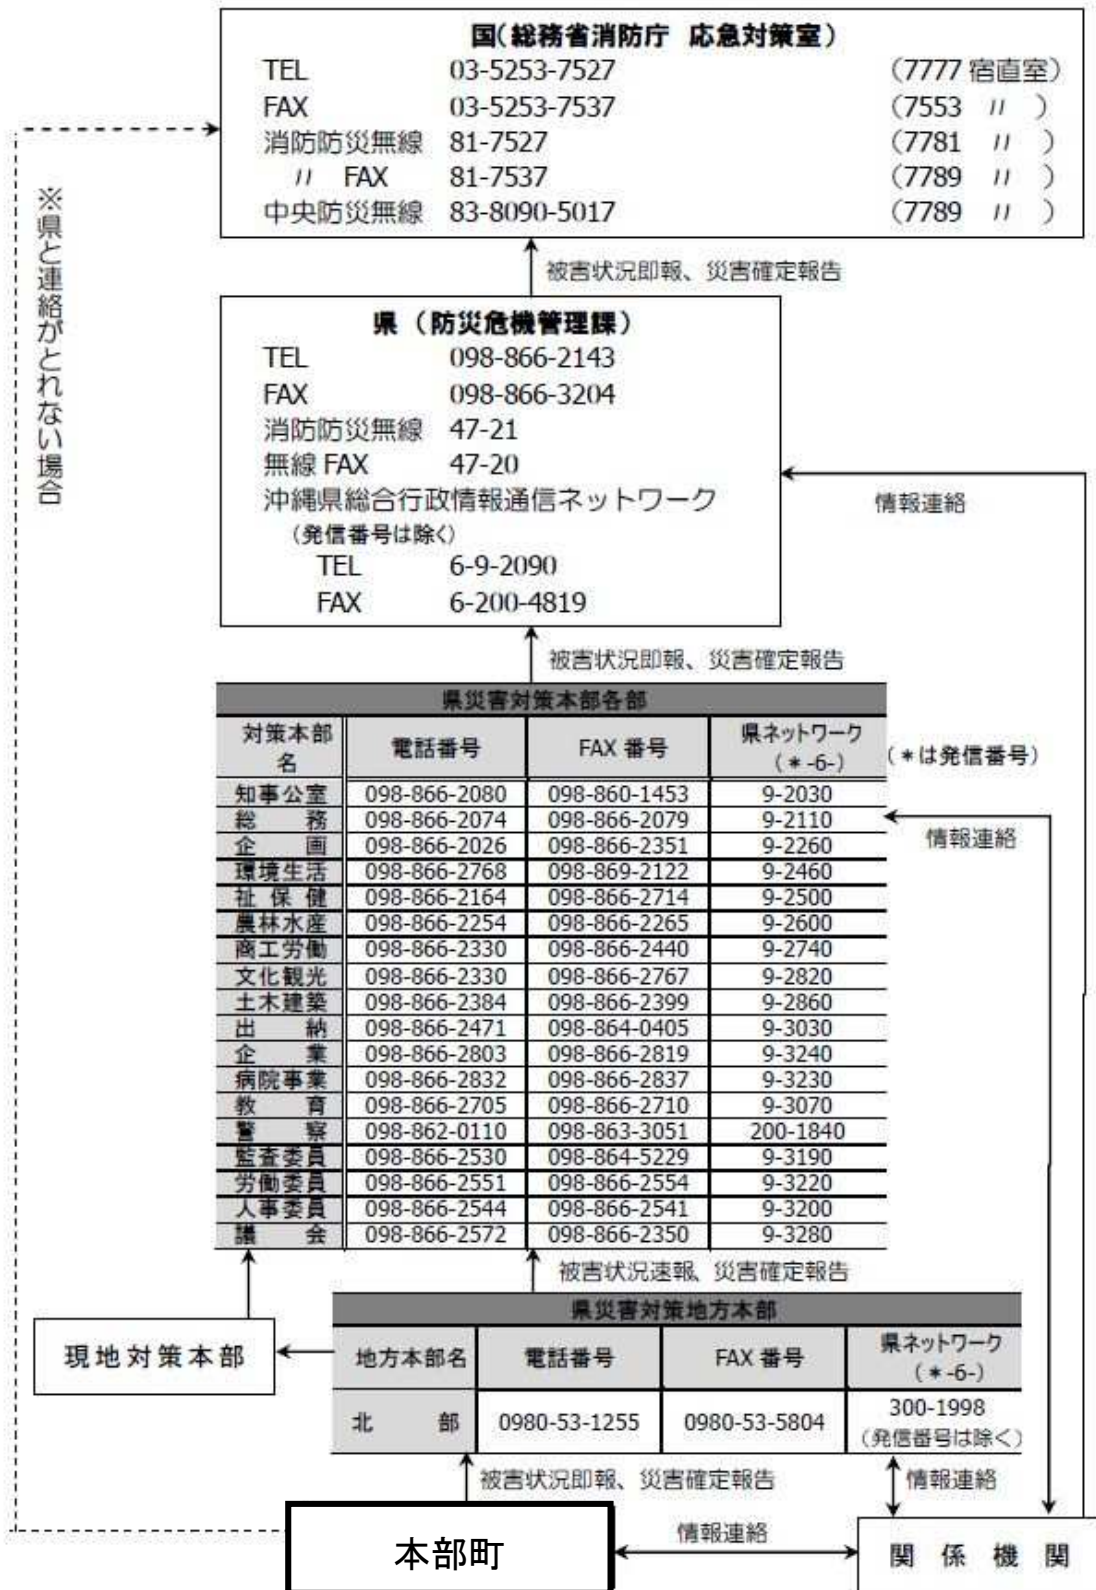 国(総務省消防庁 応急対策室)
TEL 03-5253-7527 (7777 宿直室)
FAX 03-5253-7537 (7553 〃 )
消防防災無線 81-7527 (7781 〃 )
〃 FAX 81-7537 (7789 〃 )
中央防災無線 83-8090-5017 (7789 〃 )
※県と連絡がとれない場合
被害状況即報、災害確定報告
県 (防災危機管理課)
TEL 098-866-2143
FAX 098-866-3204
消防防災無線 47-21
無線 FAX 47-20
沖縄県総合行政情報通信ネットワーク
(発信番号は除く)
TEL 6-9-2090
FAX 6-200-4819
情報連絡
被害状況即報、災害確定報告
県災害対策本部各部
対策本部名 電話番号 FAX 番号 県ネットワーク (*-6-)
(*は発信番号)
知事公室 098-866-2080 098-860-1453 9-2030
総 務 098-866-2074 098-866-2079 9-2110
企 画 098-866-2026 098-866-2351 9-2260
環境生活 098-866-2768 098-869-2122 9-2460
祉 保 健 098-866-2164 098-866-2714 9-2500
農林水産 098-866-2254 098-866-2265 9-2600
商工労働 098-866-2330 098-866-2440 9-2740
文化観光 098-866-2330 098-866-2767 9-2820
土木建築 098-866-2384 098-866-2399 9-2860
出 納 098-866-2471 098-864-0405 9-3030
企 業 098-866-2803 098-866-2819 9-3240
病院事業 098-866-2832 098-866-2837 9-3230
教 育 098-866-2705 098-866-2710 9-3070
警 察 098-862-0110 098-863-3051 200-1840
監査委員 098-866-2530 098-864-5229 9-3190
労働委員 098-866-2551 098-866-2554 9-3220
人事委員 098-866-2544 098-866-2541 9-3200
議 会 098-866-2572 098-866-2350 9-3280
情報連絡
被害状況速報、災害確定報告
県災害対策地方本部
地方本部名 電話番号 FAX 番号 県ネットワーク (*-6-)
北 部 0980-53-1255 0980-53-5804 300-1998 (発信番号は除く)
現地対策本部
被害状況即報、災害確定報告
情報連絡
本部町
情報連絡
関 係 機 関